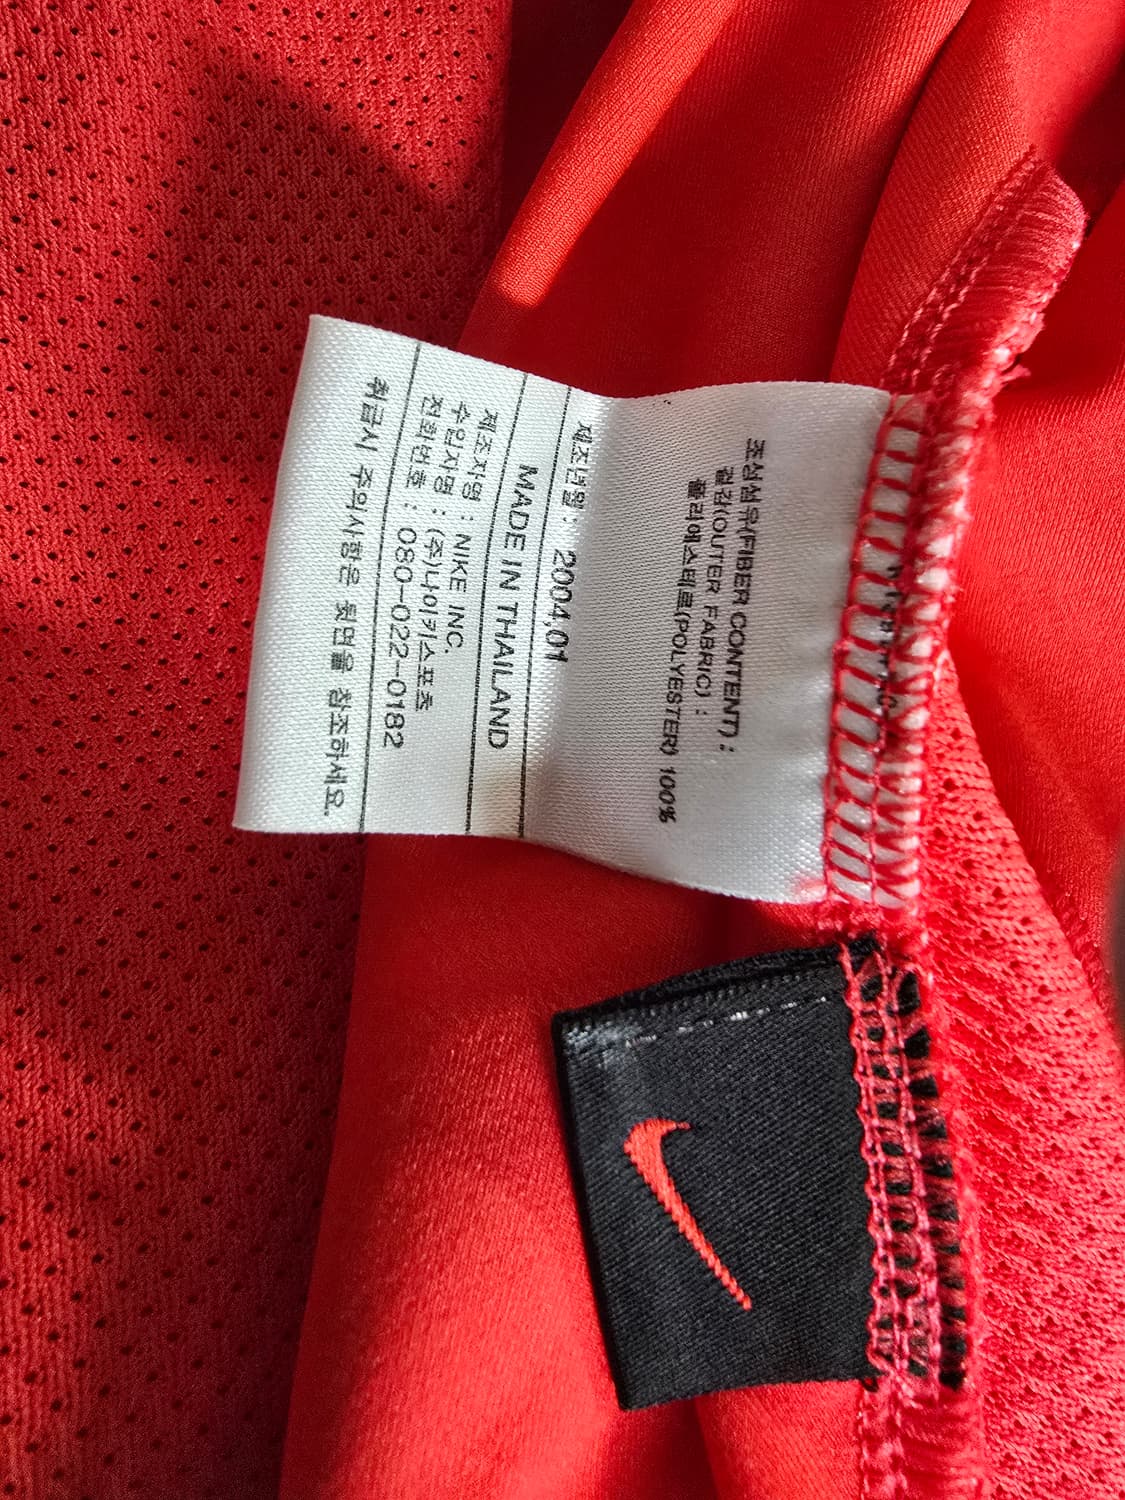 조성섬유(FIBER CONTENT) :
겉감(OUTER FABRIC) :
폴리에스테르(POLYESTER) 100%
제조년월 : 2004.01
MADE IN THAILAND
제조자명 : NIKE INC.
수입자명 : (주)나이키스포츠
전화번호 : 080-022-0182
취급시 주의사항은 뒷면을 참조하세요.